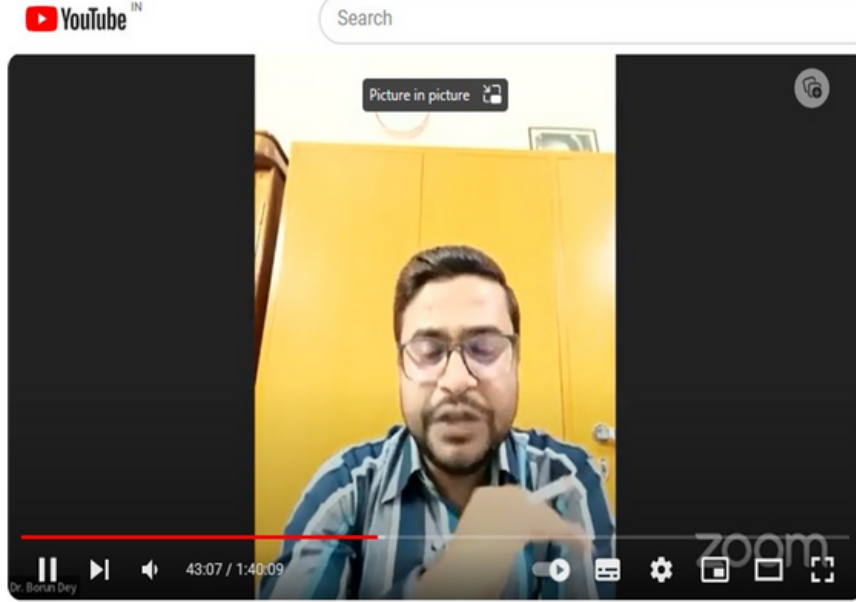 YouTube IN
Search
Picture in picture
zoom
43:07 / 1:40:09
Dr. Borun Dey